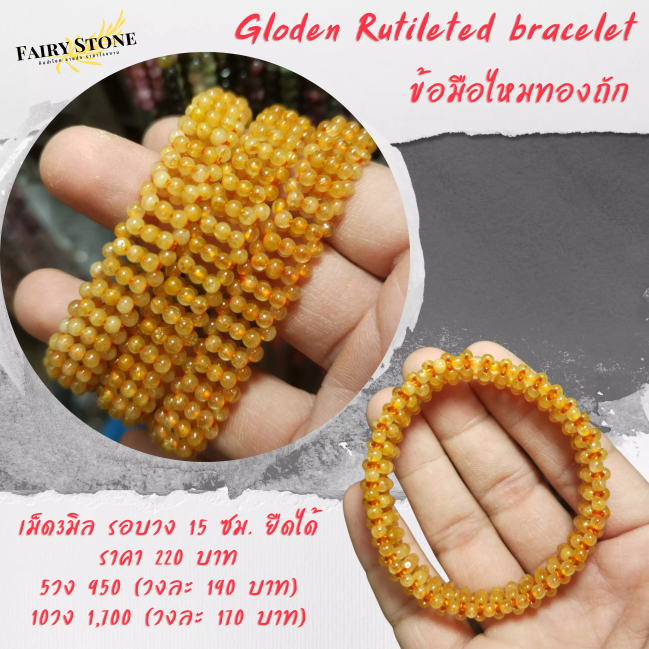 FAIRY STONE
Gloden Rutileted bracelet
ข้อมือไหมทองถัก
เม็ด3มิล รอบวง 15 ซม. ยืดได้
ราคา 220 บาท
5วง 950 (วงละ 190 บาท)
10วง 1,700 (วงละ 170 บาท)